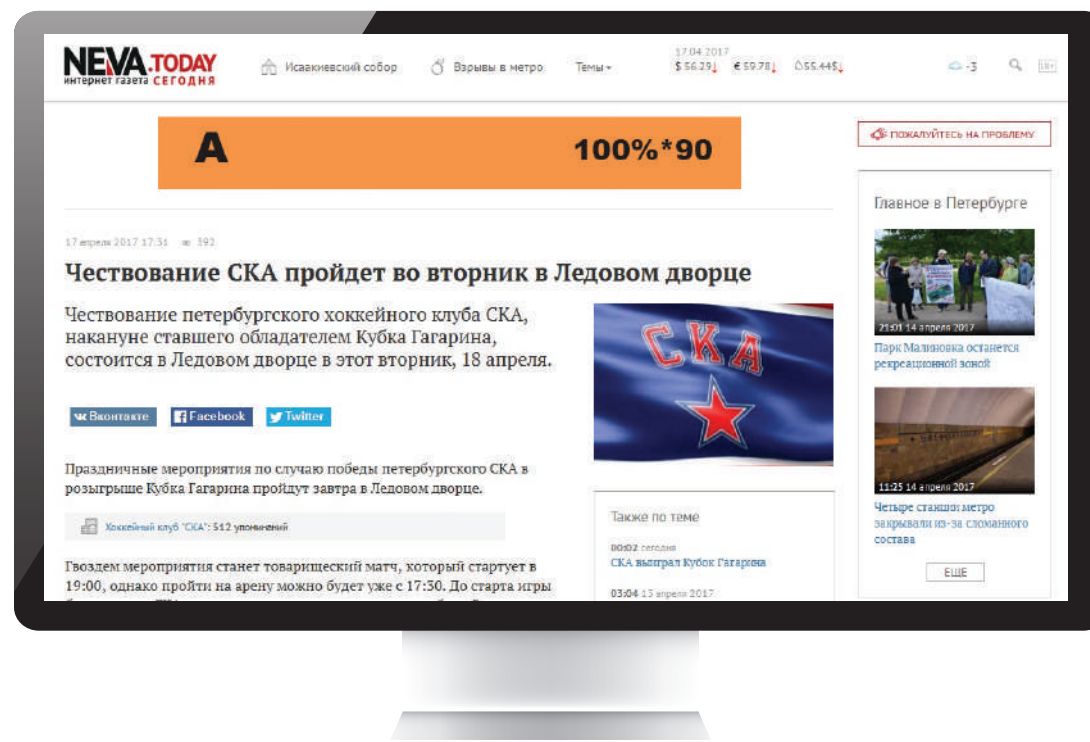 NEVA.TODAY
интернет газета СЕГОДНЯ
Исаакиевский собор
Взрывы в метро
Темы
17.04.2017
$ 56.29↓ € 59.78↓ 55.44$↓
-3
18+
A 100%*90
ПОЖАЛУЙТЕСЬ НА ПРОБЛЕМУ
17 апреля 2017 17:31 392
Чествование СКА пройдет во вторник в Ледовом дворце
Чествование петербургского хоккейного клуба СКА,
накануне ставшего обладателем Кубка Гагарина,
состоится в Ледовом дворце в этот вторник, 18 апреля.
Вконтакте
Facebook
Twitter
Праздничные мероприятия по случаю победы петербургского СКА в
розыгрыше Кубка Гагарина пройдут завтра в Ледовом дворце.
Хоккейный клуб "СКА": 512 упоминаний
Гвоздем мероприятия станет товарищеский матч, который стартует в
19:00, однако пройти на арену можно будет уже с 17:30. До старта игры
СКА
Также по теме
00:02 сегодня
СКА выиграл Кубок Гагарина
03:04 15 апреля 2017
Главное в Петербурге
21:01 14 апреля 2017
Парк Малиновка останется
рекреационной зоной
11:25 14 апреля 2017
Четыре станции метро
закрывали из-за сломанного
состава
ЕЩЕ